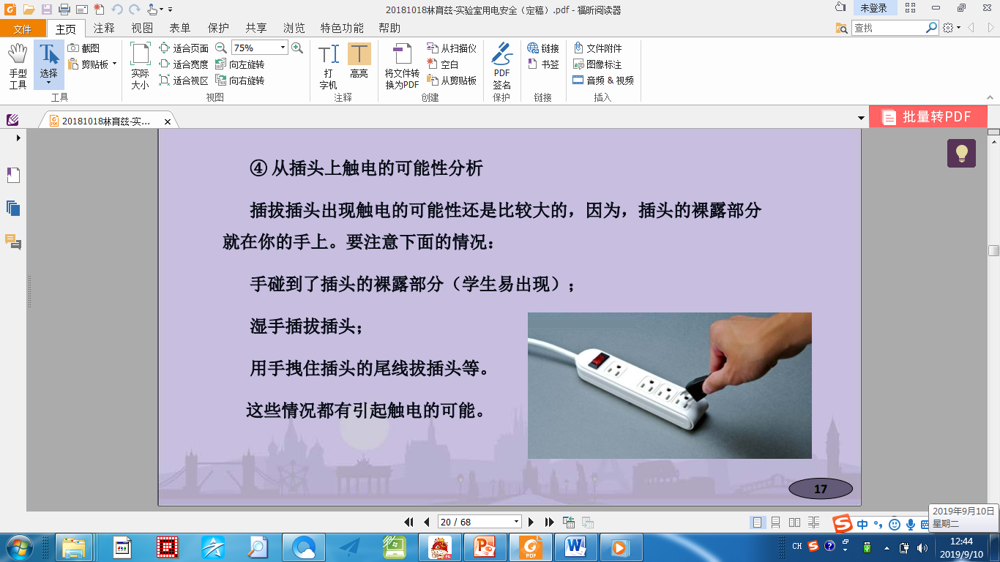 20181018林育兹-实验室用电安全（定稿）.pdf - 福昕阅读器
未登录
文件 主页 注释 视图 表单 保护 共享 浏览 特色功能 帮助
查找
手型工具
选择
截图
剪贴板
工具
实际大小
适合页面
适合宽度
适合视区
75%
向左旋转
向右旋转
视图
打字机
高亮
注释
将文件转换为PDF
从扫描仪
空白
从剪贴板
创建
PDF签名
保护
链接
书签
链接
文件附件
图像标注
音频 & 视频
插入
20181018林育兹-实...
批量转PDF
④ 从插头上触电的可能性分析
插拔插头出现触电的可能性还是比较大的，因为，插头的裸露部分
就在你的手上。要注意下面的情况：
手碰到了插头的裸露部分（学生易出现）；
湿手插拔插头；
用手拽住插头的尾线拔插头等。
这些情况都有引起触电的可能。
17
20 / 68
中
2019年9月10日
星期二
CH
12:44
2019/9/10